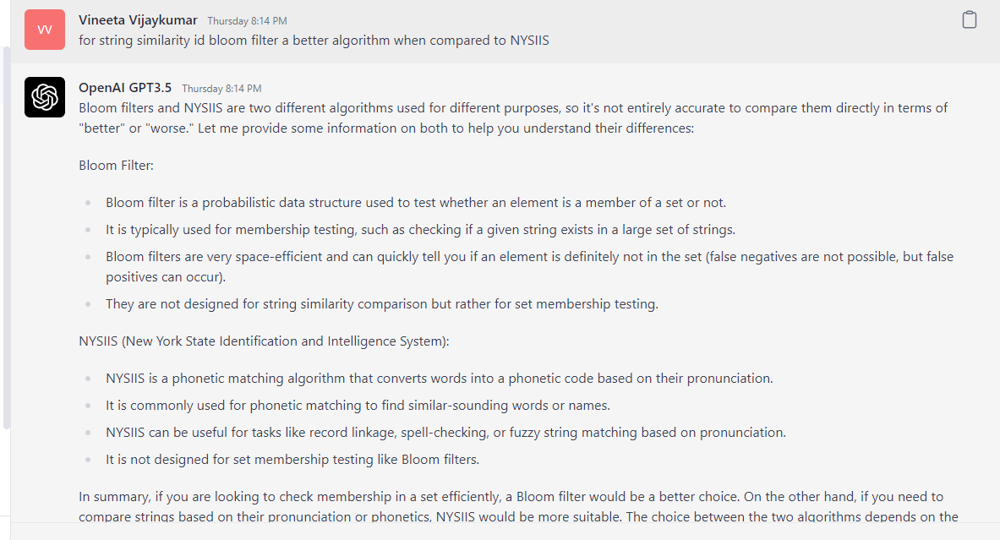 VV
Vineeta Vijaykumar Thursday 8:14 PM
for string similarity id bloom filter a better algorithm when compared to NYSIIS
OpenAI GPT3.5 Thursday 8:14 PM
Bloom filters and NYSIIS are two different algorithms used for different purposes, so it's not entirely accurate to compare them directly in terms of
"better" or "worse." Let me provide some information on both to help you understand their differences:
Bloom Filter:
Bloom filter is a probabilistic data structure used to test whether an element is a member of a set or not.
It is typically used for membership testing, such as checking if a given string exists in a large set of strings.
Bloom filters are very space-efficient and can quickly tell you if an element is definitely not in the set (false negatives are not possible, but false
positives can occur).
They are not designed for string similarity comparison but rather for set membership testing.
NYSIIS (New York State Identification and Intelligence System):
NYSIIS is a phonetic matching algorithm that converts words into a phonetic code based on their pronunciation.
It is commonly used for phonetic matching to find similar-sounding words or names.
NYSIIS can be useful for tasks like record linkage, spell-checking, or fuzzy string matching based on pronunciation.
It is not designed for set membership testing like Bloom filters.
In summary, if you are looking to check membership in a set efficiently, a Bloom filter would be a better choice. On the other hand, if you need to
compare strings based on their pronunciation or phonetics, NYSIIS would be more suitable. The choice between the two algorithms depends on the